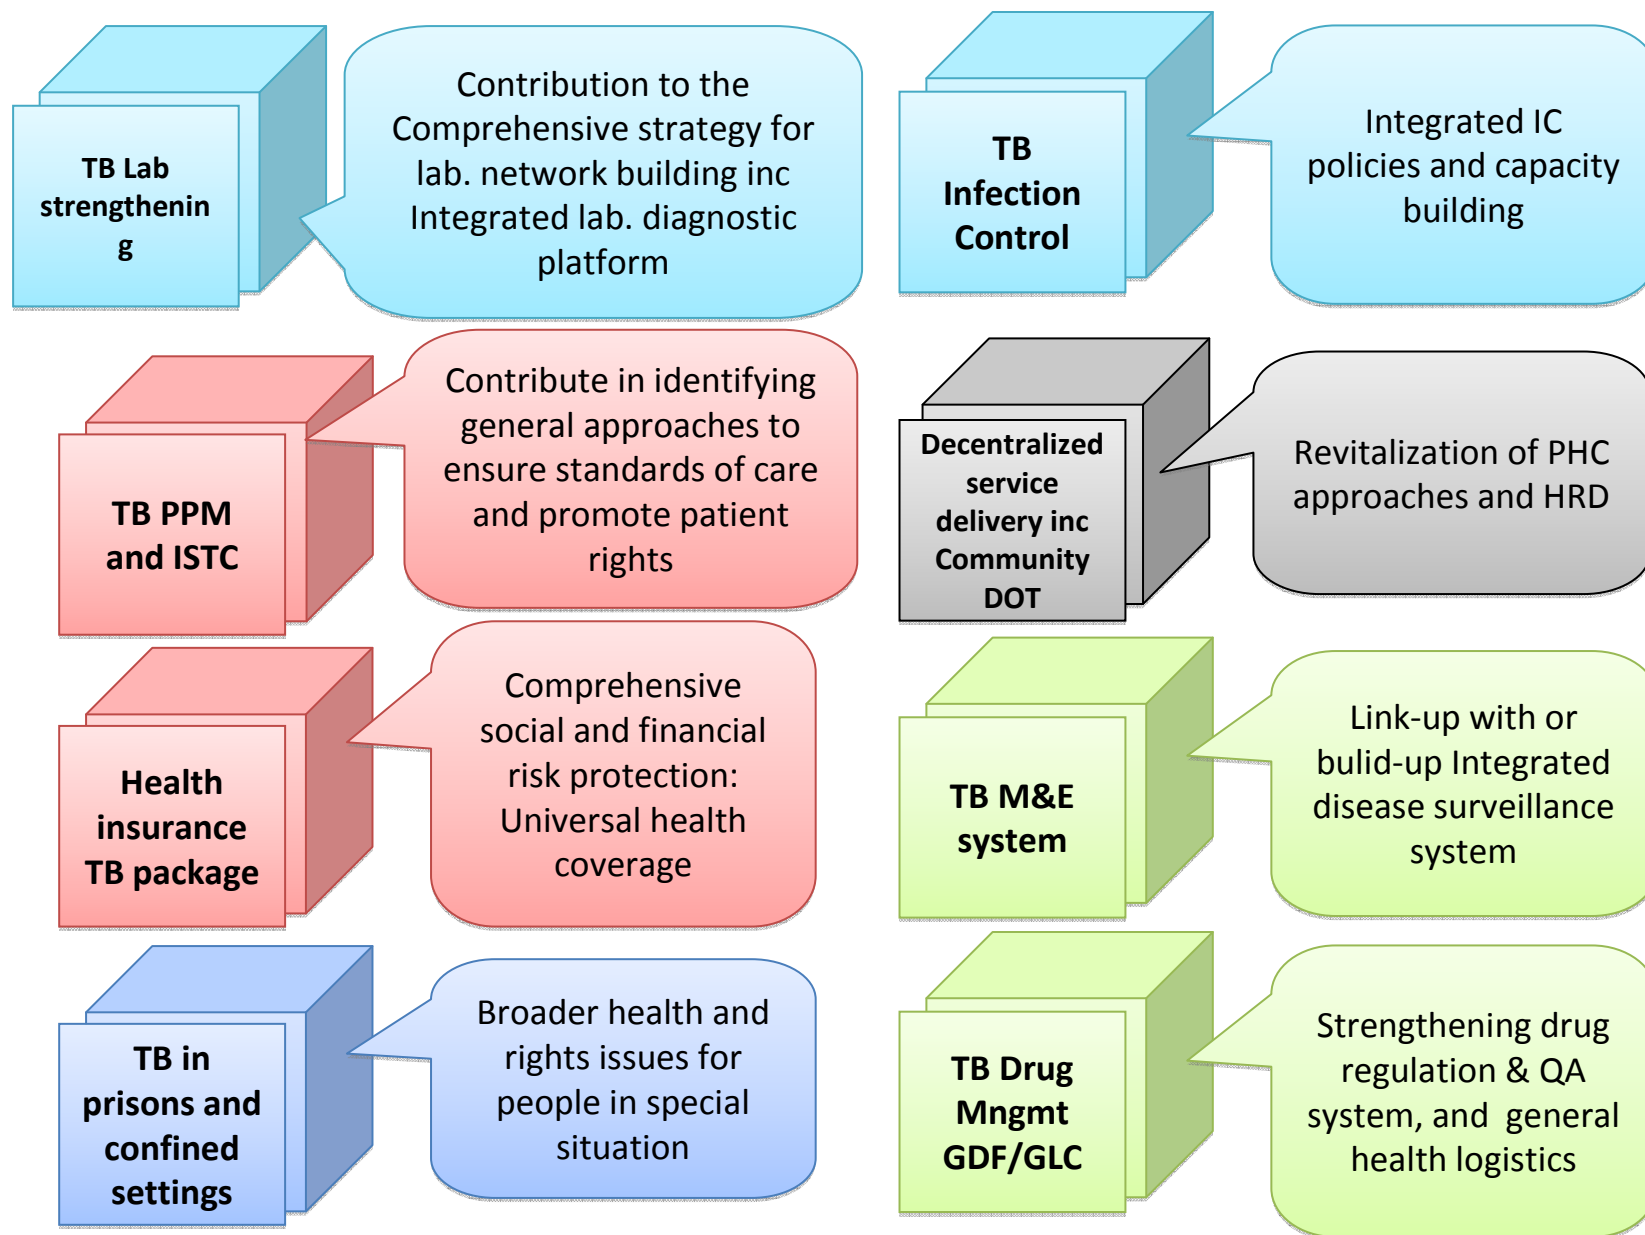 TB Lab
strengthenin
g
Contribution to the
Comprehensive strategy for
lab. network building inc
Integrated lab. diagnostic
platform
TB
Infection
Control
Integrated IC
policies and capacity
building
TB PPM
and ISTC
Contribute in identifying
general approaches to
ensure standards of care
and promote patient
rights
Decentralized
service
delivery inc
Community
DOT
Revitalization of PHC
approaches and HRD
Health
insurance
TB package
Comprehensive
social and financial
risk protection:
Universal health
coverage
TB M&E
system
Link-up with or
bulid-up Integrated
disease surveillance
system
TB in
prisons and
confined
settings
Broader health and
rights issues for
people in special
situation
TB Drug
Mngmt
GDF/GLC
Strengthening drug
regulation & QA
system, and general
health logistics